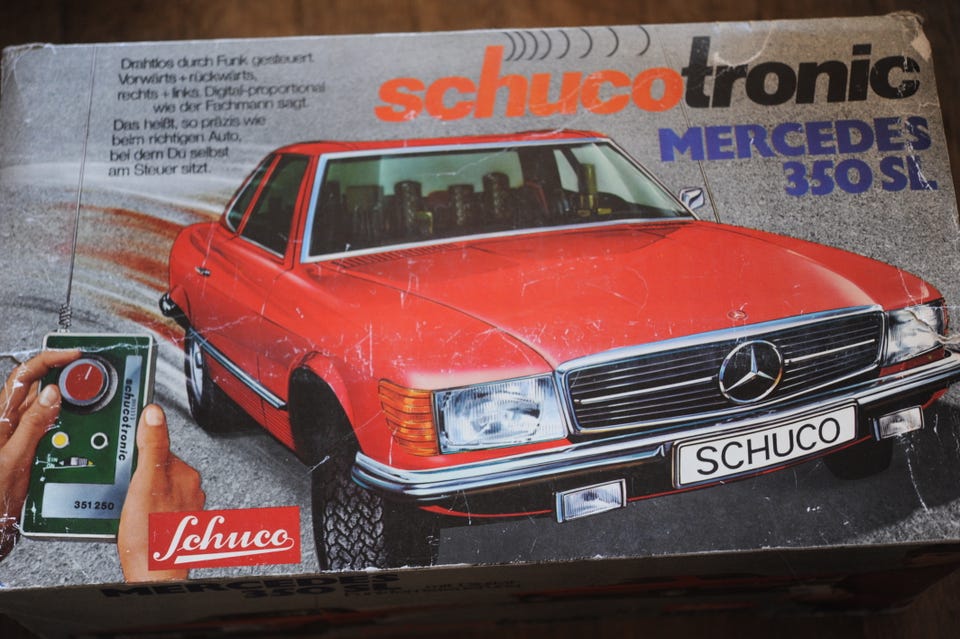 Drahtlos durch Funk gesteuert.
Vorwärts + rückwärts,
rechts + links. Digital-proportional
wie der Fachmann sagt.
Das heißt, so präzis wie
beim richtigen Auto,
bei dem Du selbst
am Steuer sitzt.
schucotronic
MERCEDES
350 SL
schucotronic
351 250
SCHUCO
Schuco
MERCEDES
350 SL